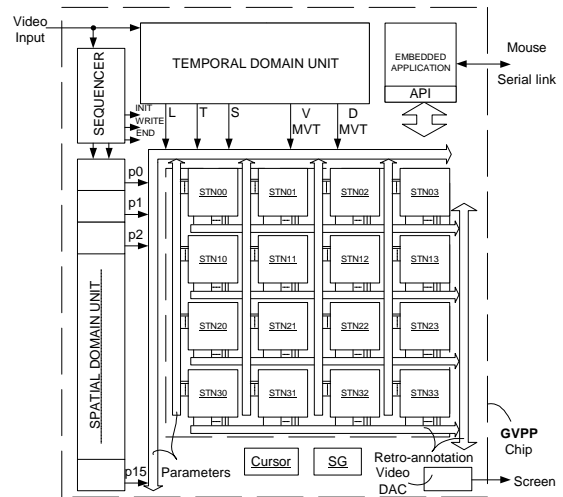 Video
Input
TEMPORAL DOMAIN UNIT
EMBEDDED
APPLICATION
API
Mouse
Serial link
SEQUENCER
INIT
WRITE
END
L
T
S
V
MVT
D
MVT
p0
p1
p2
p15
SPATIAL DOMAIN UNIT
STN00
STN01
STN02
STN03
STN10
STN11
STN12
STN13
STN20
STN21
STN22
STN23
STN30
STN31
STN32
STN33
Parameters
Cursor
SG
Retro-annotation
Video
DAC
GVPP
Chip
Screen